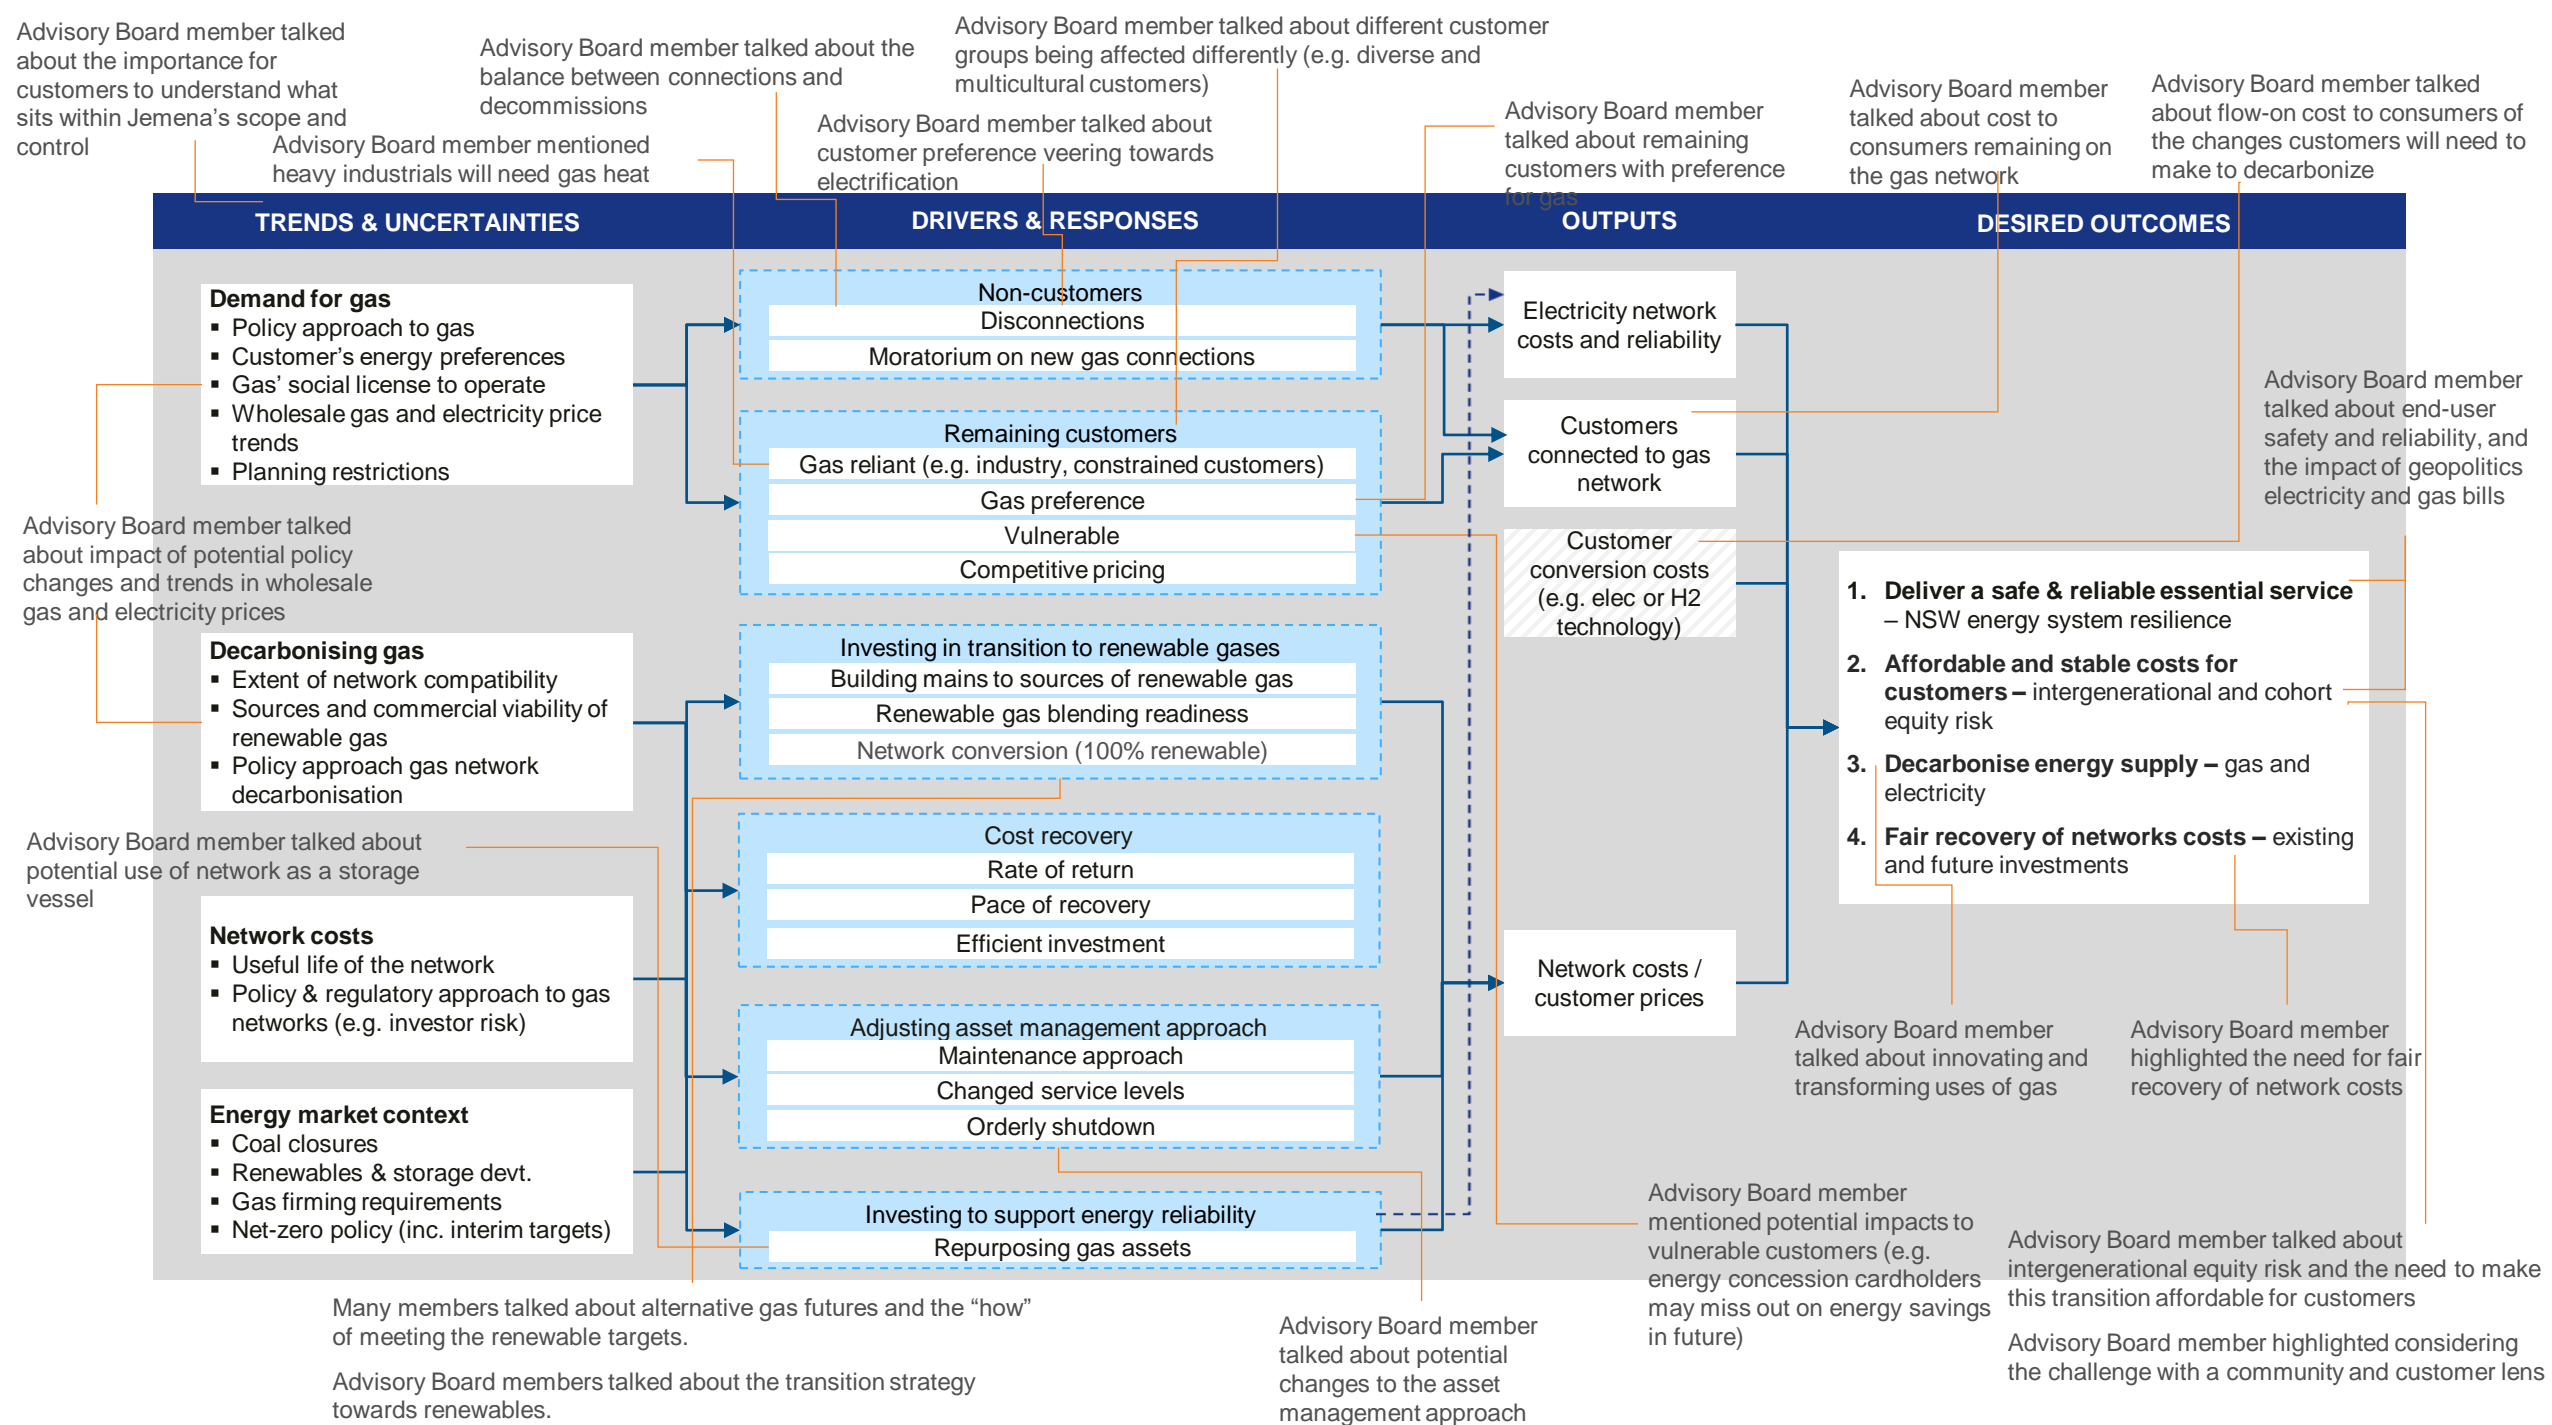 Advisory Board member talked
about the importance for
customers to understand what
sits within Jemena's scope and
control
Advisory Board member mentioned
heavy industrials will need gas heat
Advisory Board member talked about the
balance between connections and
decommissions
Advisory Board member talked about different customer
groups being affected differently (e.g. diverse and
multicultural customers)
Advisory Board member talked about
customer preference veering towards
electrification
Advisory Board member
talked about remaining
customers with preference
for gas
Advisory Board member
talked about cost to
consumers remaining on
the gas network
Advisory Board member talked
about flow-on cost to consumers of
the changes customers will need to
make to decarbonize
TRENDS & UNCERTAINTIES
DRIVERS & RESPONSES
OUTPUTS
DESIRED OUTCOMES
Demand for gas
▪ Policy approach to gas
▪ Customer's energy preferences
▪ Gas' social license to operate
▪ Wholesale gas and electricity price
trends
▪ Planning restrictions
Advisory Board member talked
about impact of potential policy
changes and trends in wholesale
gas and electricity prices
Decarbonising gas
▪ Extent of network compatibility
▪ Sources and commercial viability of
renewable gas
▪ Policy approach gas network
decarbonisation
Advisory Board member talked about
potential use of network as a storage
vessel
Network costs
▪ Useful life of the network
▪ Policy & regulatory approach to gas
networks (e.g. investor risk)
Energy market context
▪ Coal closures
▪ Renewables & storage devt.
▪ Gas firming requirements
▪ Net-zero policy (inc. interim targets)
Non-customers
Disconnections
Moratorium on new gas connections
Remaining customers
Gas reliant (e.g. industry, constrained customers)
Gas preference
Vulnerable
Competitive pricing
Investing in transition to renewable gases
Building mains to sources of renewable gas
Renewable gas blending readiness
Network conversion (100% renewable)
Cost recovery
Rate of return
Pace of recovery
Efficient investment
Adjusting asset management approach
Maintenance approach
Changed service levels
Orderly shutdown
Investing to support energy reliability
Repurposing gas assets
Electricity network
costs and reliability
Customers
connected to gas
network
Customer
conversion costs
(e.g. elec or H2
technology)
Network costs /
customer prices
Advisory Board member
talked about end-user
safety and reliability, and
the impact of geopolitics
electricity and gas bills
1. Deliver a safe & reliable essential service
– NSW energy system resilience
2. Affordable and stable costs for
customers – intergenerational and cohort
equity risk
3. Decarbonise energy supply – gas and
electricity
4. Fair recovery of networks costs – existing
and future investments
Advisory Board member
talked about innovating and
transforming uses of gas
Advisory Board member
highlighted the need for fair
recovery of network costs
Many members talked about alternative gas futures and the “how”
of meeting the renewable targets.
Advisory Board members talked about the transition strategy
towards renewables.
Advisory Board member
talked about potential
changes to the asset
management approach
Advisory Board member
mentioned potential impacts to
vulnerable customers (e.g.
energy concession cardholders
may miss out on energy savings
in future)
Advisory Board member talked about
intergenerational equity risk and the need to make
this transition affordable for customers
Advisory Board member highlighted considering
the challenge with a community and customer lens